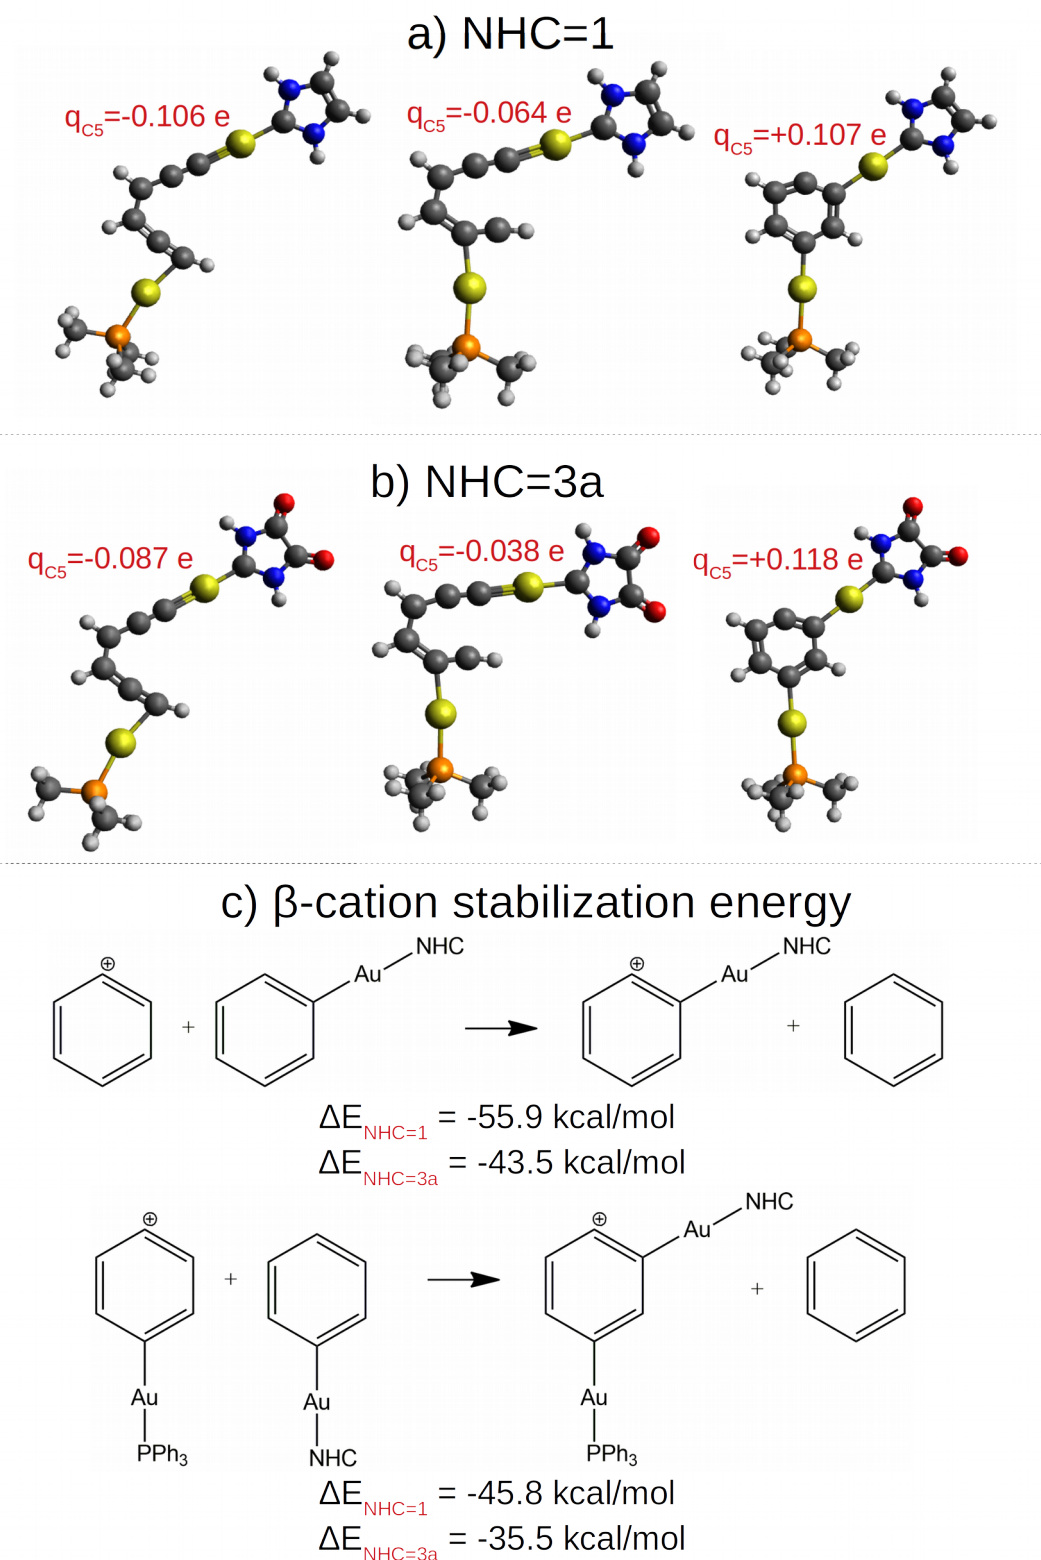 a) NHC=1
qC5=-0.106 e
qC5=-0.064 e
qC5=+0.107 e
b) NHC=3a
qC5=-0.087 e
qC5=-0.038 e
qC5=+0.118 e
c) β-cation stabilization energy
⊕ + Au NHC ⊕ Au NHC +
ΔENHC=1 = -55.9 kcal/mol
ΔENHC=3a = -43.5 kcal/mol
⊕ Au PPh3 + Au NHC ⊕ Au NHC Au PPh3 +
ΔENHC=1 = -45.8 kcal/mol
ΔENHC=3a = -35.5 kcal/mol